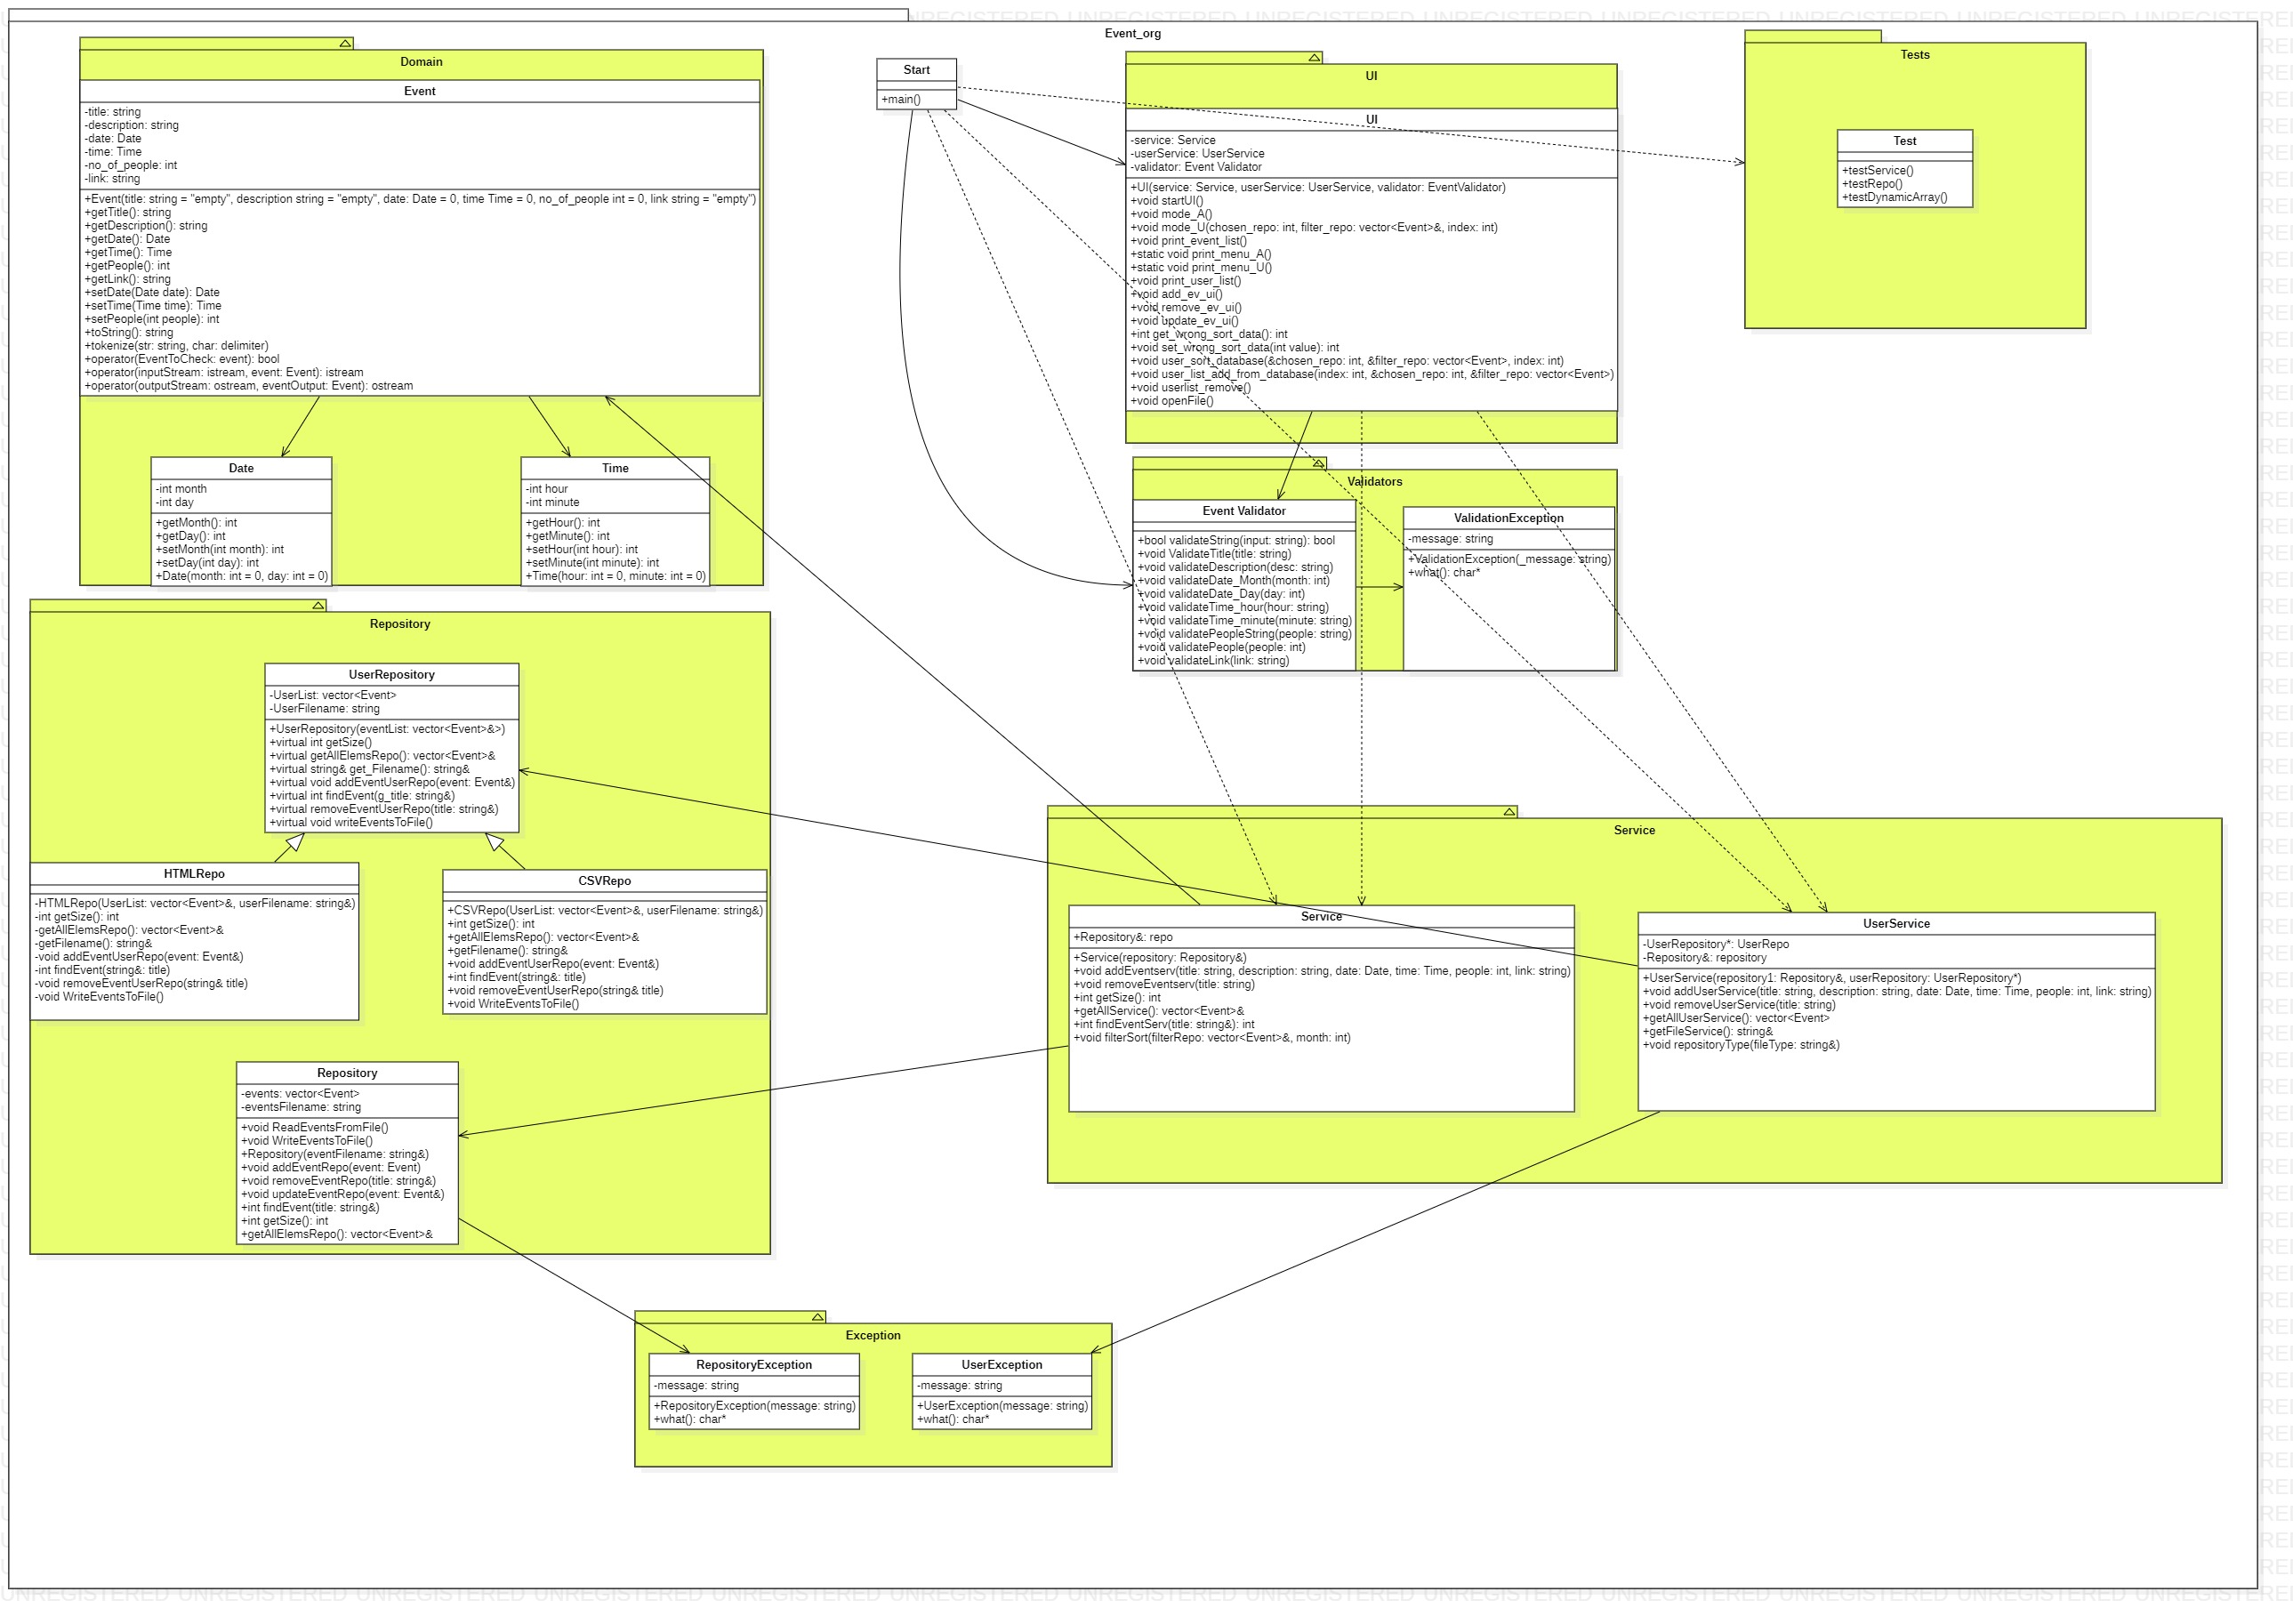 Event_org
Domain
Event
-title: string
-description: string
-date: Date
-time: Time
-no_of_people: int
-link: string
+Event(title: string = "empty", description string = "empty", date: Date = 0, time Time = 0, no_of_people int = 0, link string = "empty")
+getTitle(): string
+getDescription(): string
+getDate(): Date
+getTime(): Time
+getPeople(): int
+getLink(): string
+setDate(Date date): Date
+setTime(Time time): Time
+setPeople(int people): int
+toString(): string
+tokenize(str: string, char: delimiter)
+operator(EventToCheck: event): bool
+operator(inputStream: istream, event: Event): istream
+operator(outputStream: ostream, eventOutput: Event): ostream
Date
-int month
-int day
+getMonth(): int
+getDay(): int
+setMonth(int month): int
+setDay(int day): int
+Date(month: int = 0, day: int = 0)
Time
-int hour
-int minute
+getHour(): int
+getMinute(): int
+setHour(int hour): int
+setMinute(int minute): int
+Time(hour: int = 0, minute: int = 0)
Start
+main()
UI
UI
-service: Service
-userService: UserService
-validator: Event Validator
+UI(service: Service, userService: UserService, validator: EventValidator)
+void startUI()
+void mode_A()
+void mode_U(chosen_repo: int, filter_repo: vector<Event>&, index: int)
+void print_event_list()
+static void print_menu_A()
+static void print_menu_U()
+void print_user_list()
+void add_ev_ui()
+void remove_ev_ui()
+void update_ev_ui()
+int get_wrong_sort_data(): int
+void set_wrong_sort_data(int value): int
+void user_sort_database(&chosen_repo: int, &filter_repo: vector<Event>, index: int)
+void user_list_add_from_database(index: int, &chosen_repo: int, &filter_repo: vector<Event>)
+void userlist_remove()
+void openFile()
Tests
Test
+testService()
+testRepo()
+testDynamicArray()
Validators
Event Validator
+bool validateString(input: string): bool
+void ValidateTitle(title: string)
+void validateDescription(desc: string)
+void validateDate_Month(month: int)
+void validateDate_Day(day: int)
+void validateTime_hour(hour: string)
+void validateTime_minute(minute: string)
+void validatePeopleString(people: string)
+void validatePeople(people: int)
+void validateLink(link: string)
ValidationException
-message: string
+ValidationException(_message: string)
+what(): char*
Repository
UserRepository
-UserList: vector<Event>
-UserFilename: string
+UserRepository(eventList: vector<Event>&>)
+virtual int getSize()
+virtual getAllElemsRepo(): vector<Event>&
+virtual string& get_Filename(): string&
+virtual void addEventUserRepo(event: Event&)
+virtual int findEvent(g_title: string&)
+virtual removeEventUserRepo(title: string&)
+virtual void writeEventsToFile()
HTMLRepo
-HTMLRepo(UserList: vector<Event>&, userFilename: string&)
-int getSize(): int
-getAllElemsRepo(): vector<Event>&
-getFilename(): string&
-void addEventUserRepo(event: Event&)
-int findEvent(string&: title)
-void removeEventUserRepo(string& title)
-void WriteEventsToFile()
CSVRepo
+CSVRepo(UserList: vector<Event>&, userFilename: string&)
+int getSize(): int
+getAllElemsRepo(): vector<Event>&
+getFilename(): string&
+void addEventUserRepo(event: Event&)
+int findEvent(string&: title)
+void removeEventUserRepo(string& title)
+void WriteEventsToFile()
Repository
-events: vector<Event>
-eventsFilename: string
+void ReadEventsFromFile()
+void WriteEventsToFile()
+Repository(eventFilename: string&)
+void addEventRepo(event: Event)
+void removeEventRepo(title: string&)
+void updateEventRepo(event: Event&)
+int findEvent(title: string&)
+int getSize(): int
+getAllElemsRepo(): vector<Event>&
Service
Service
+Repository&: repo
+Service(repository: Repository&)
+void addEventserv(title: string, description: string, date: Date, time: Time, people: int, link: string)
+void removeEventserv(title: string)
+int getSize(): int
+getAllService(): vector<Event>&
+int findEventServ(title: string&): int
+void filterSort(filterRepo: vector<Event>&, month: int)
UserService
-UserRepository*: UserRepo
-Repository&: repository
+UserService(repository1: Repository&, userRepository: UserRepository*)
+void addUserService(title: string, description: string, date: Date, time: Time, people: int, link: string)
+void removeUserService(title: string)
+getAllUserService(): vector<Event>
+getFileService(): string&
+void repositoryType(fileType: string&)
Exception
RepositoryException
-message: string
+RepositoryException(message: string)
+what(): char*
UserException
-message: string
+UserException(message: string)
+what(): char*
UNREGISTERED UNREGISTERED UNREGISTERED UNREGISTERED UNREGISTERED UNREGISTERED UNREGISTERED UNREGISTERED UNREGISTERED UNREGISTERED UNREGISTERED UNREGISTERED